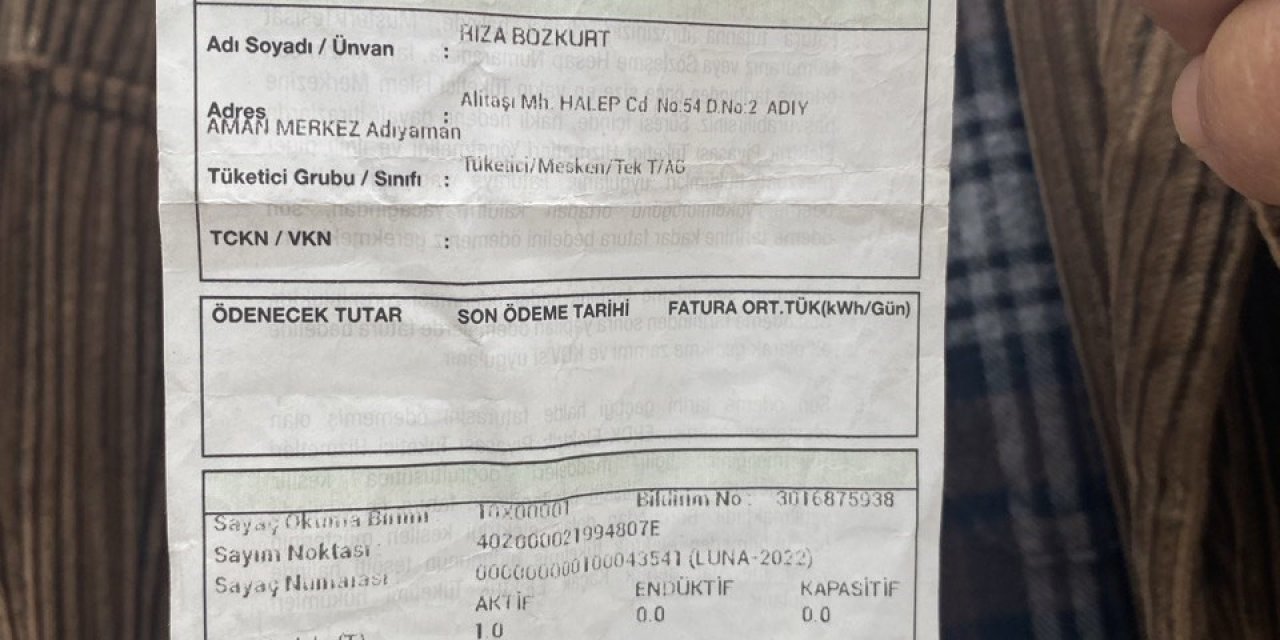 Adı Soyadı / Ünvan : RIZA BOZKURT
Adres : Alitaşı Mh. HALEP Cd No:54 D.No:2 ADIY
AMAN MERKEZ Adıyaman
Tüketici Grubu / Sınıfı : Tüketici/Mesken/Tek T/AG
TCKN / VKN :
ÖDENECEK TUTAR SON ÖDEME TARİHİ FATURA ORT.TÜK(kWh/Gün)
Bildirim No : 3016875938
Sayaç Okuma Birimi : 10X00001
Sayım Noktası : 402000021994807E
Sayaç Numarası : 000000000100043541 (LUNA-2022)
AKTİF ENDÜKTİF KAPASİTİF
1.0 0.0 0.0